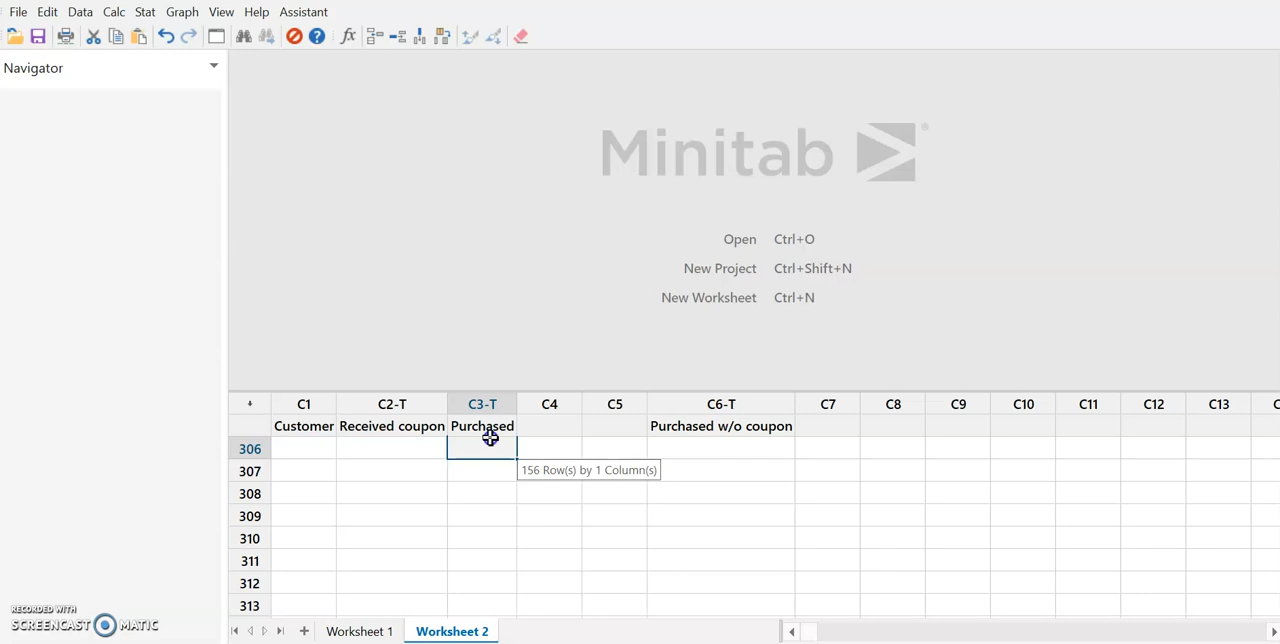 File Edit Data Calc Stat Graph View Help Assistant
fx
Navigator
Minitab ®
Open Ctrl+O
New Project Ctrl+Shift+N
New Worksheet Ctrl+N
C1 C2-T C3-T C4 C5 C6-T C7 C8 C9 C10 C11 C12 C13 C
Customer Received coupon Purchased Purchased w/o coupon
306
307 156 Row(s) by 1 Column(s)
308
309
310
311
312
313
RECORDED WITH
SCREENCAST MATIC
Worksheet 1 Worksheet 2